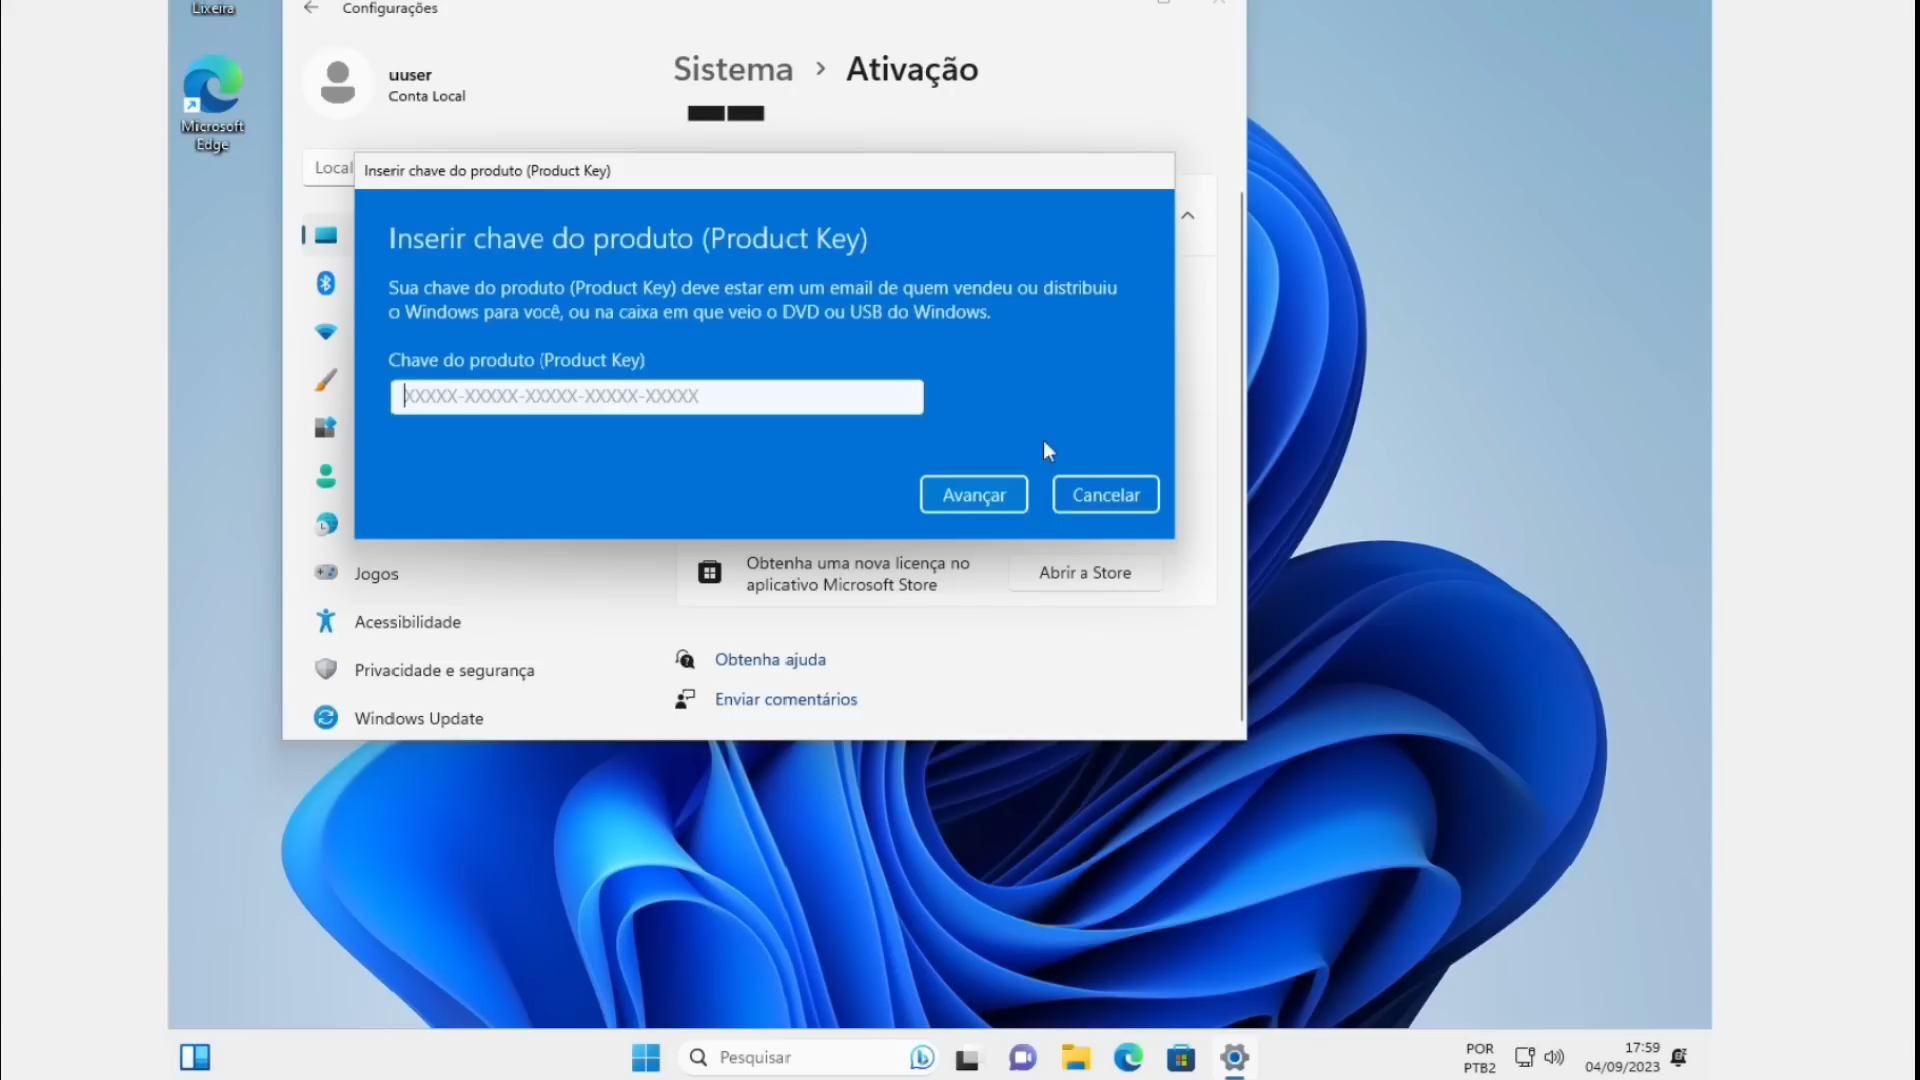 Lixeira
Configurações
uuser
Conta Local
Sistema > Ativação
Microsoft
Edge
Local
Inserir chave do produto (Product Key)
Inserir chave do produto (Product Key)
Sua chave do produto (Product Key) deve estar em um email de quem vendeu ou distribuiu
o Windows para você, ou na caixa em que veio o DVD ou USB do Windows.
Chave do produto (Product Key)
XXXXX-XXXXX-XXXXX-XXXXX-XXXXX
Avançar
Cancelar
Obtenha uma nova licença no
aplicativo Microsoft Store
Abrir a Store
Jogos
Acessibilidade
Privacidade e segurança
Windows Update
Obtenha ajuda
Enviar comentários
Pesquisar
POR
PTB2
17:59
04/09/2023